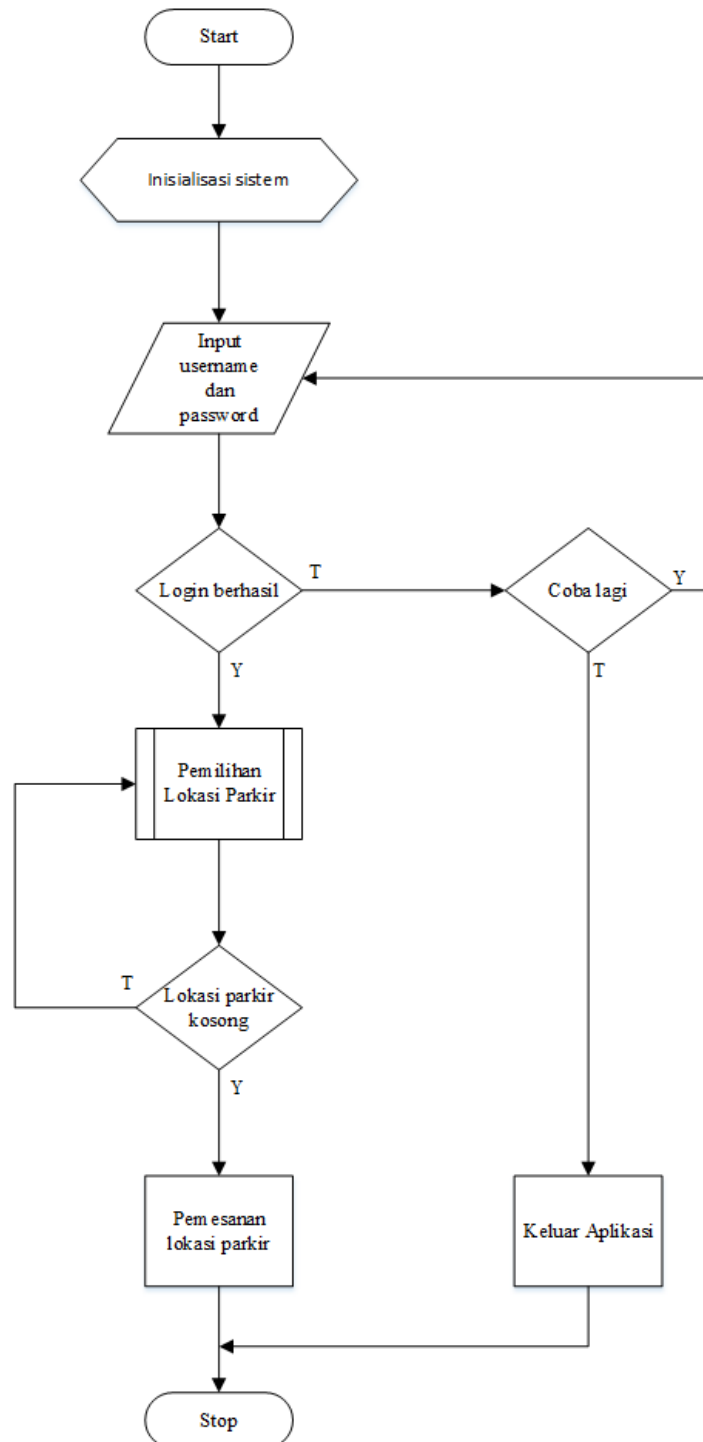 Start
Inisialisasi sistem
Input
username
dan
password
Login berhasil
T
Coba lagi
Y
Y
T
Pemilihan
Lokasi Parkir
T
Lokasi parkir
kosong
Y
Pemesanan
lokasi parkir
Keluar Aplikasi
Stop